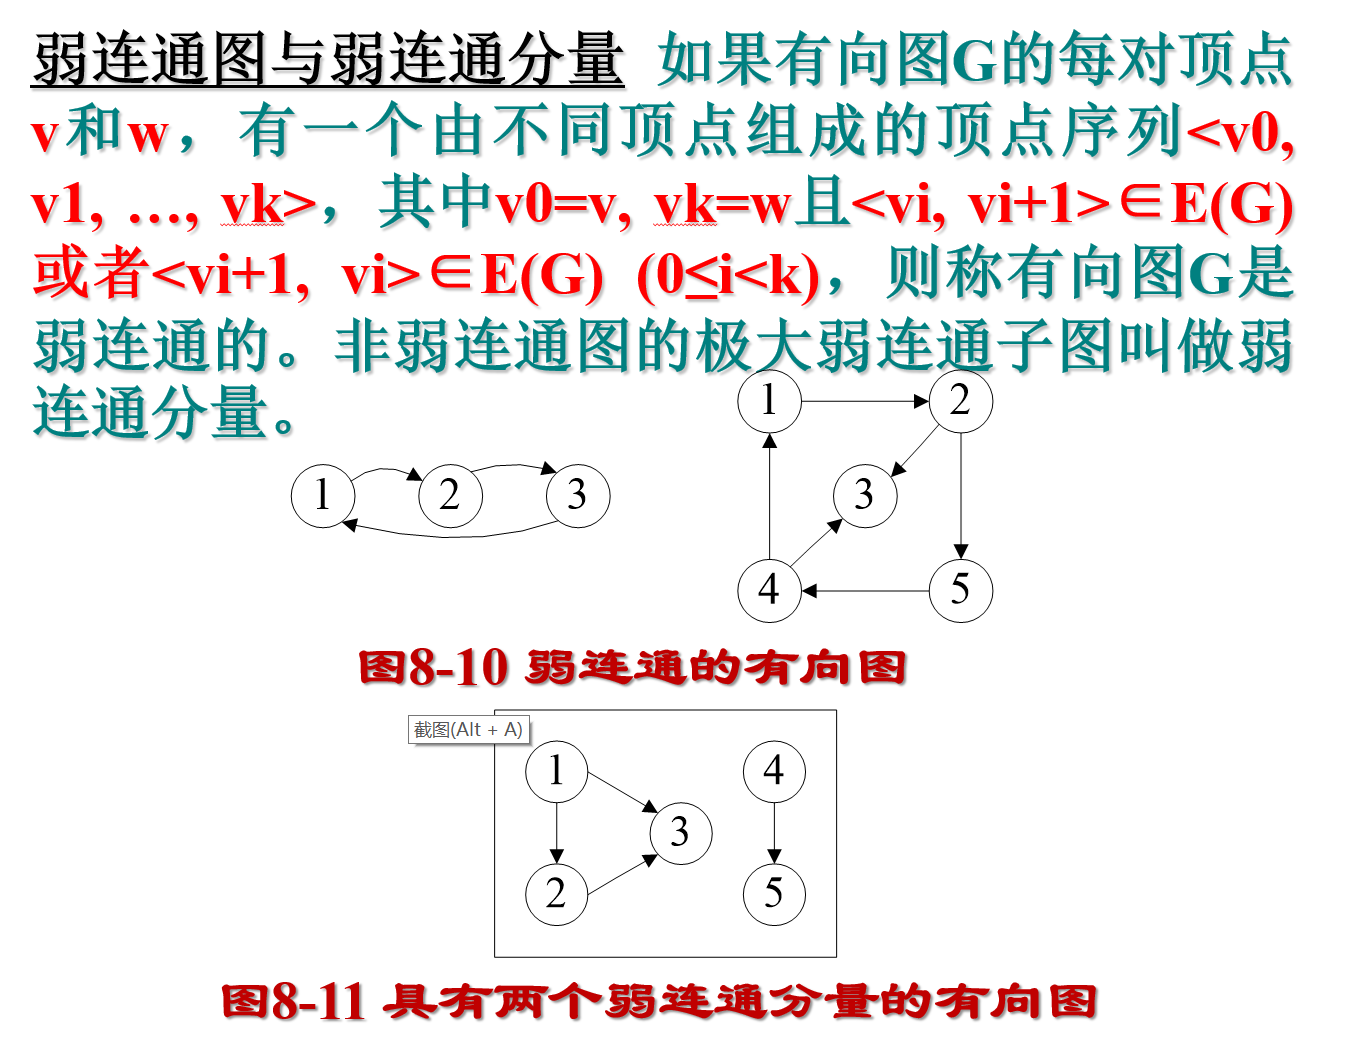 弱连通图与弱连通分量 如果有向图G的每对顶点
v和w，有一个由不同顶点组成的顶点序列<v0,
v1, …, vk>，其中v0=v, vk=w且<vi, vi+1>∈E(G)
或者<vi+1, vi>∈E(G) (0≤i<k)，则称有向图G是
弱连通的。非弱连通图的极大弱连通子图叫做弱
连通分量。
1 2
1 2 3
3
4 5
图8-10 弱连通的有向图
截图(Alt + A)
1 4
3
2 5
图8-11 具有两个弱连通分量的有向图